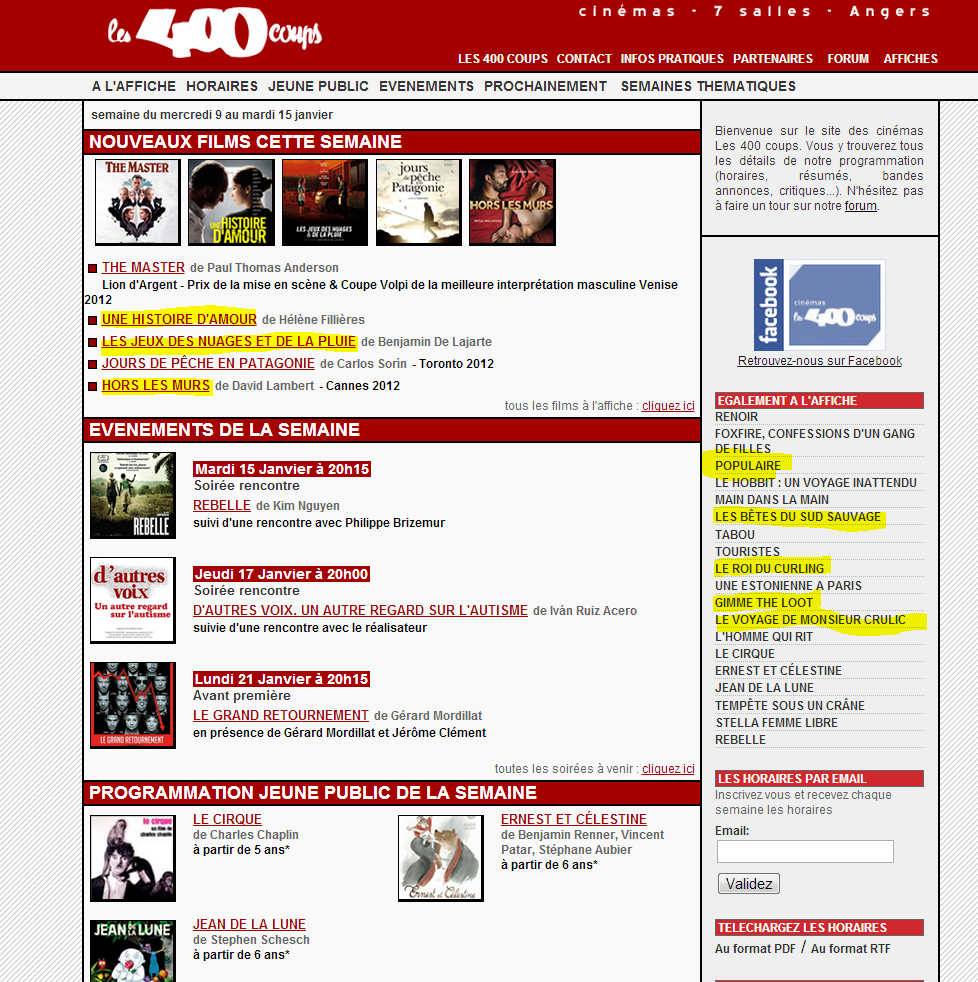 les 400 coups
cinémas - 7 salles - Angers
LES 400 COUPS CONTACT INFOS PRATIQUES PARTENAIRES FORUM AFFICHES
A L'AFFICHE HORAIRES JEUNE PUBLIC EVENEMENTS PROCHAINEMENT SEMAINES THEMATIQUES
semaine du mercredi 9 au mardi 15 janvier
NOUVEAUX FILMS CETTE SEMAINE
THE MASTER
UNE HISTOIRE D'AMOUR
LES JEUX DES NUAGES & DE LA PLUIE
jours de pêche en Patagonie
HORS LES MURS
THE MASTER de Paul Thomas Anderson
Lion d'Argent - Prix de la mise en scène & Coupe Volpi de la meilleure interprétation masculine Venise
2012
UNE HISTOIRE D'AMOUR de Hélène Fillières
LES JEUX DES NUAGES ET DE LA PLUIE de Benjamin De Lajarte
JOURS DE PÊCHE EN PATAGONIE de Carlos Sorín - Toronto 2012
HORS LES MURS de David Lambert - Cannes 2012
tous les films à l'affiche : cliquez ici
EVENEMENTS DE LA SEMAINE
REBELLE
Mardi 15 Janvier à 20h15
Soirée rencontre
REBELLE de Kim Nguyen
suivi d'une rencontre avec Philippe Brizemur
d'autres voix
Un autre regard sur l'autisme
Jeudi 17 Janvier à 20h00
Soirée rencontre
D'AUTRES VOIX. UN AUTRE REGARD SUR L'AUTISME de Iván Ruiz Acero
suivie d'une rencontre avec le réalisateur
LE GRAND RETOURNEMENT
Lundi 21 Janvier à 20h15
Avant première
LE GRAND RETOURNEMENT de Gérard Mordillat
en présence de Gérard Mordillat et Jérôme Clément
toutes les soirées à venir : cliquez ici
PROGRAMMATION JEUNE PUBLIC DE LA SEMAINE
le cirque
un film de
charles chaplin
LE CIRQUE
de Charles Chaplin
à partir de 5 ans*
Ernest et Célestine
ERNEST ET CÉLESTINE
de Benjamin Renner, Vincent
Patar, Stéphane Aubier
à partir de 6 ans*
JEAN DE LA LUNE
JEAN DE LA LUNE
de Stephen Schesch
à partir de 6 ans*
Bienvenue sur le site des cinémas
Les 400 coups. Vous y trouverez tous
les détails de notre programmation
(horaires, résumés, bandes
annonces, critiques...). N'hésitez pas
à faire un tour sur notre forum.
facebook
cinémas
les 400 coups
Retrouvez-nous sur Facebook
EGALEMENT A L'AFFICHE
RENOIR
FOXFIRE, CONFESSIONS D'UN GANG
DE FILLES
POPULAIRE
LE HOBBIT : UN VOYAGE INATTENDU
MAIN DANS LA MAIN
LES BÊTES DU SUD SAUVAGE
TABOU
TOURISTES
LE ROI DU CURLING
UNE ESTONIENNE A PARIS
GIMME THE LOOT
LE VOYAGE DE MONSIEUR CRULIC
L'HOMME QUI RIT
LE CIRQUE
ERNEST ET CÉLESTINE
JEAN DE LA LUNE
TEMPÊTE SOUS UN CRÂNE
STELLA FEMME LIBRE
REBELLE
LES HORAIRES PAR EMAIL
Inscrivez vous et recevez chaque
semaine les horaires
Email:
Validez
TELECHARGEZ LES HORAIRES
Au format PDF / Au format RTF